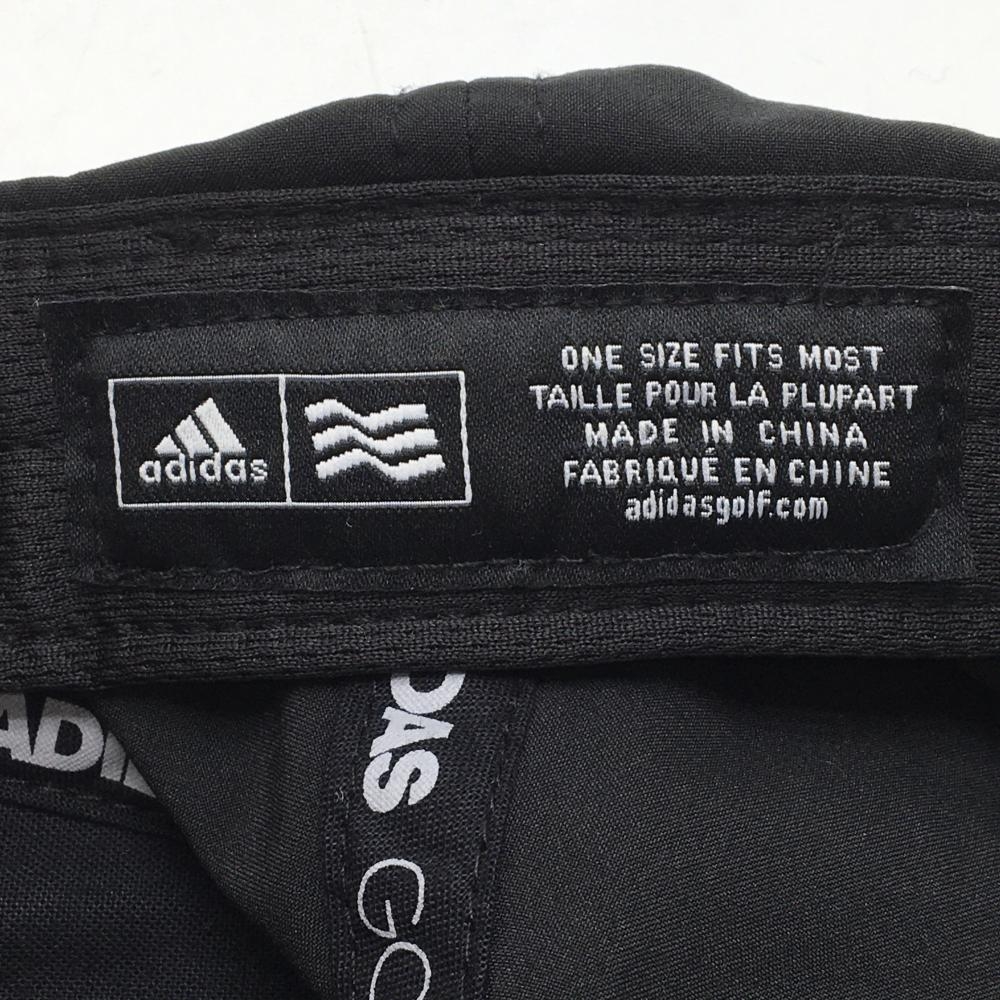 adidas
ONE SIZE FITS MOST
TAILLE POUR LA PLUPART
MADE IN CHINA
FABRIQUÉ EN CHINE
adidasgolf.com